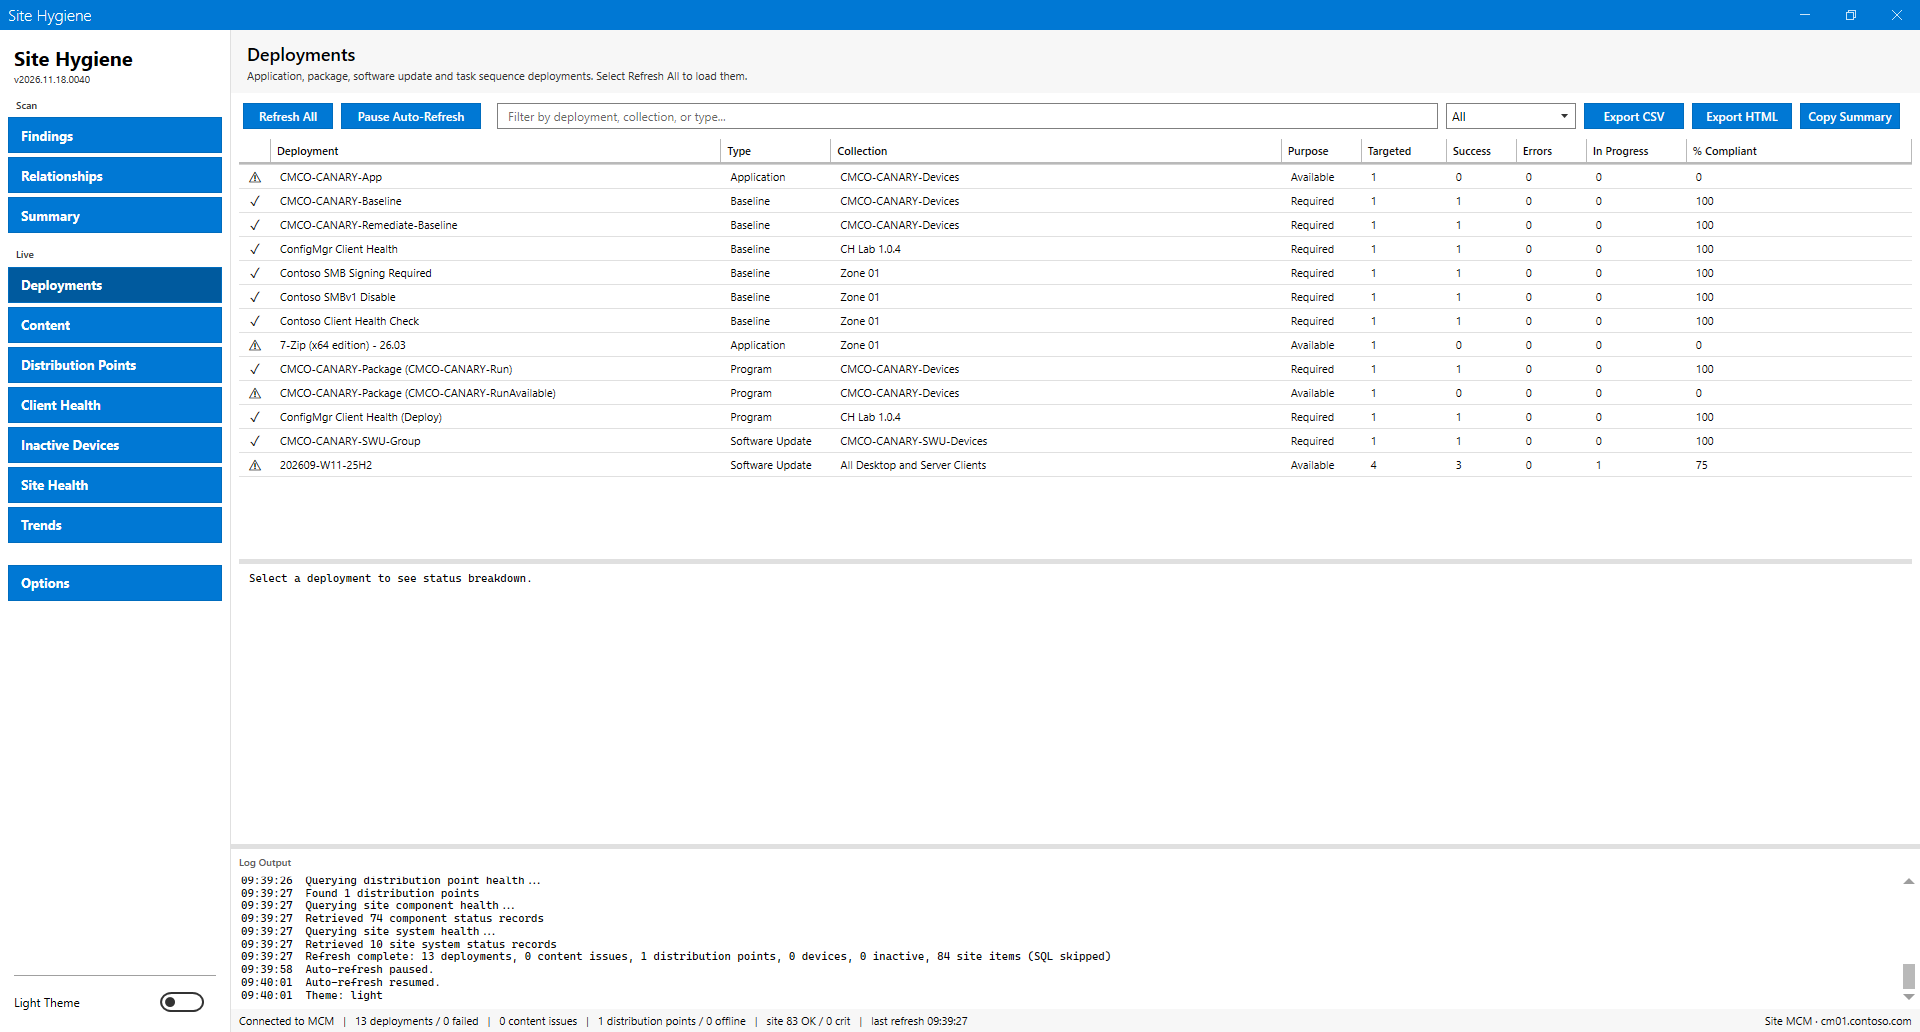 Site Hygiene
Site Hygiene
v2026.11.18.0040
Scan
Findings
Relationships
Summary
Live
Deployments
Content
Distribution Points
Client Health
Inactive Devices
Site Health
Trends
Options
Light Theme
Deployments
Application, package, software update and task sequence deployments. Select Refresh All to load them.
Refresh All Pause Auto-Refresh Filter by deployment, collection, or type... All Export CSV Export HTML Copy Summary
Deployment Type Collection Purpose Targeted Success Errors In Progress % Compliant
CMCO-CANARY-App Application CMCO-CANARY-Devices Available 1 0 0 0 0
CMCO-CANARY-Baseline Baseline CMCO-CANARY-Devices Required 1 1 0 0 100
CMCO-CANARY-Remediate-Baseline Baseline CMCO-CANARY-Devices Required 1 1 0 0 100
ConfigMgr Client Health Baseline CH Lab 1.0.4 Required 1 1 0 0 100
Contoso SMB Signing Required Baseline Zone 01 Required 1 1 0 0 100
Contoso SMBv1 Disable Baseline Zone 01 Required 1 1 0 0 100
Contoso Client Health Check Baseline Zone 01 Required 1 1 0 0 100
7-Zip (x64 edition) - 26.03 Application Zone 01 Available 1 0 0 0 0
CMCO-CANARY-Package (CMCO-CANARY-Run) Program CMCO-CANARY-Devices Required 1 1 0 0 100
CMCO-CANARY-Package (CMCO-CANARY-RunAvailable) Program CMCO-CANARY-Devices Available 1 0 0 0 0
ConfigMgr Client Health (Deploy) Program CH Lab 1.0.4 Required 1 1 0 0 100
CMCO-CANARY-SWU-Group Software Update CMCO-CANARY-SWU-Devices Required 1 1 0 0 100
202609-W11-25H2 Software Update All Desktop and Server Clients Available 4 3 0 1 75
Select a deployment to see status breakdown.
Log Output
09:39:26 Querying distribution point health...
09:39:27 Found 1 distribution points
09:39:27 Querying site component health...
09:39:27 Retrieved 74 component status records
09:39:27 Querying site system health...
09:39:27 Retrieved 10 site system status records
09:39:27 Refresh complete: 13 deployments, 0 content issues, 1 distribution points, 0 devices, 0 inactive, 84 site items (SQL skipped)
09:39:58 Auto-refresh paused.
09:40:01 Auto-refresh resumed.
09:40:01 Theme: light
Connected to MCM | 13 deployments / 0 failed | 0 content issues | 1 distribution points / 0 offline | site 83 OK / 0 crit | last refresh 09:39:27
Site MCM · cm01.contoso.com